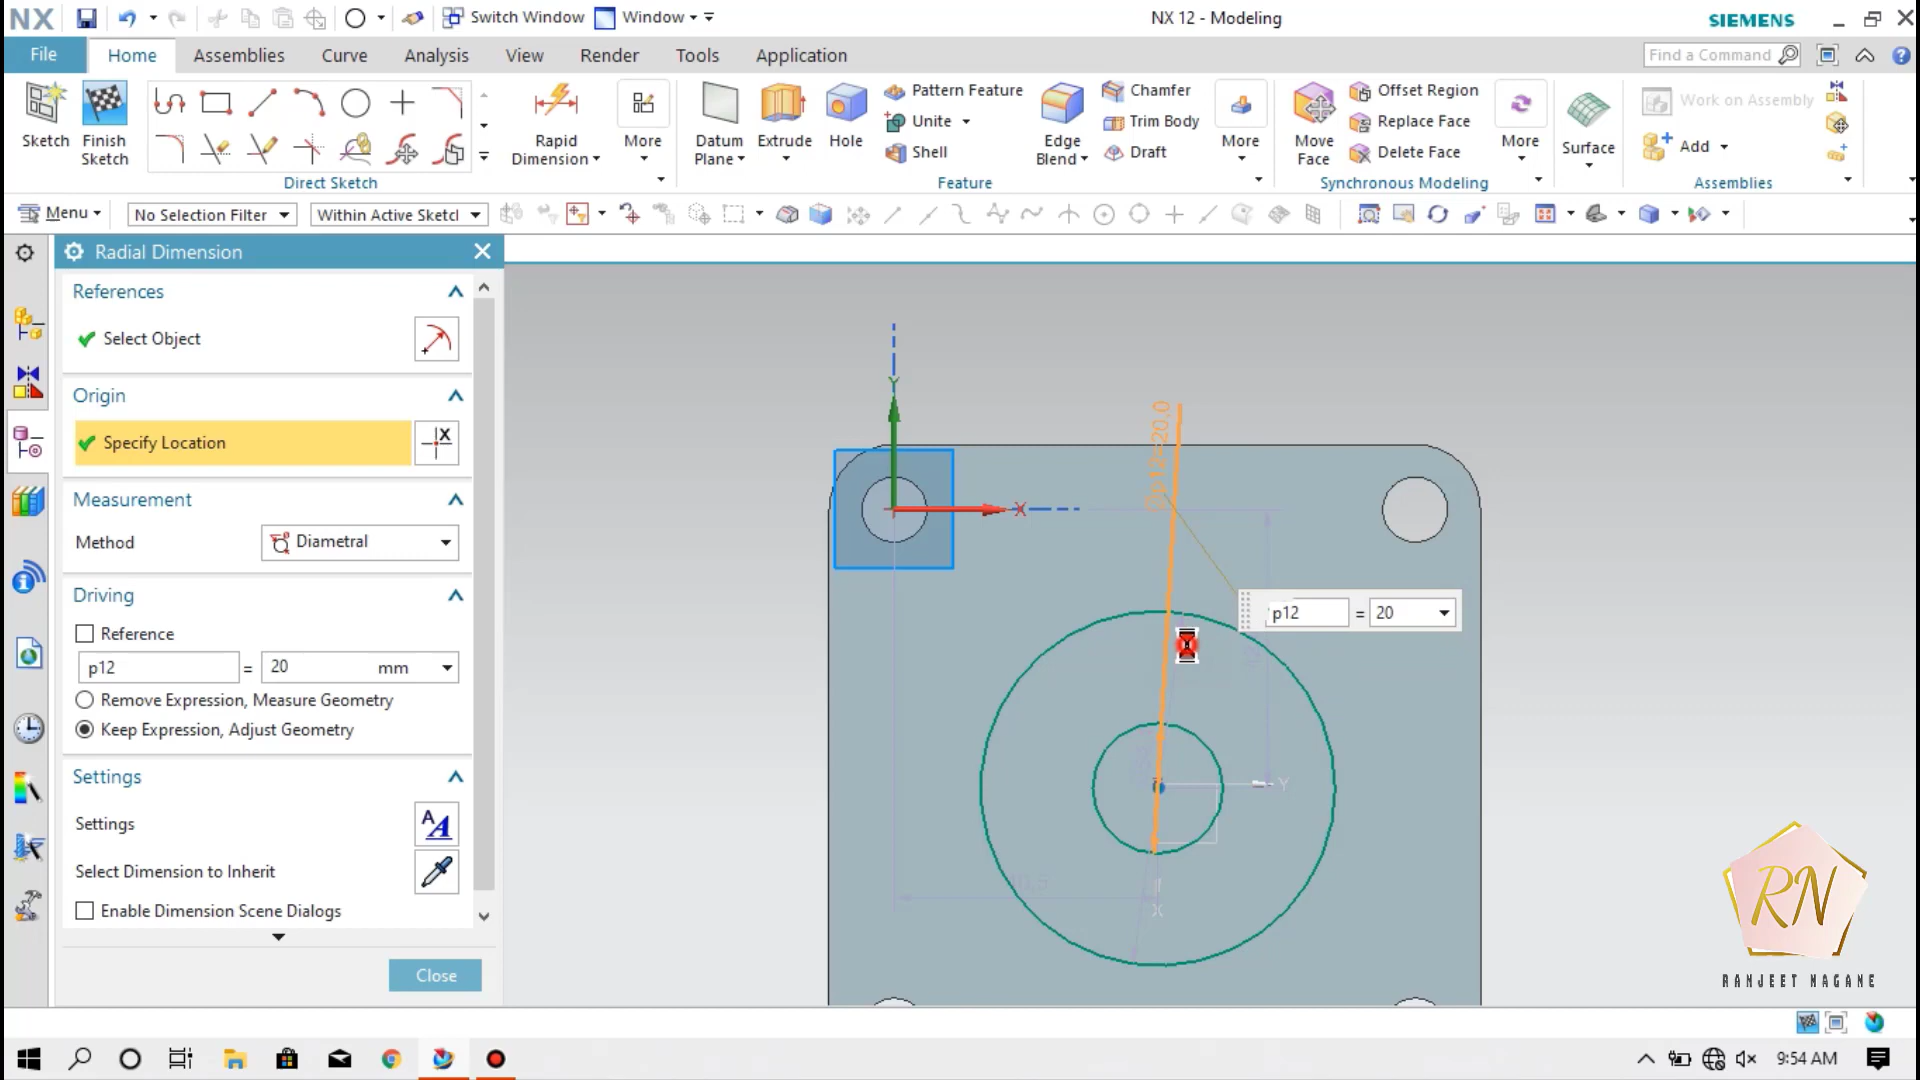 NX
Switch Window
Window
NX 12 - Modeling
SIEMENS
File
Home
Assemblies
Curve
Analysis
View
Render
Tools
Application
Find a Command
Sketch
Finish Sketch
Direct Sketch
Rapid Dimension
More
Datum Plane
Extrude
Hole
Pattern Feature
Unite
Shell
Edge Blend
Chamfer
Trim Body
Draft
More
Feature
Move Face
Offset Region
Replace Face
Delete Face
More
Synchronous Modeling
Surface
Work on Assembly
Add
Assemblies
Menu
No Selection Filter
Within Active Sketcl
Radial Dimension
References
Select Object
Origin
Specify Location
Measurement
Method
Diametral
Driving
Reference
p12 = 20 mm
Remove Expression, Measure Geometry
Keep Expression, Adjust Geometry
Settings
Settings
Select Dimension to Inherit
Enable Dimension Scene Dialogs
Close
Y
X
p12=20.0
p12 = 20
Y
X
RN
RANJEET NAGANE
9:54 AM